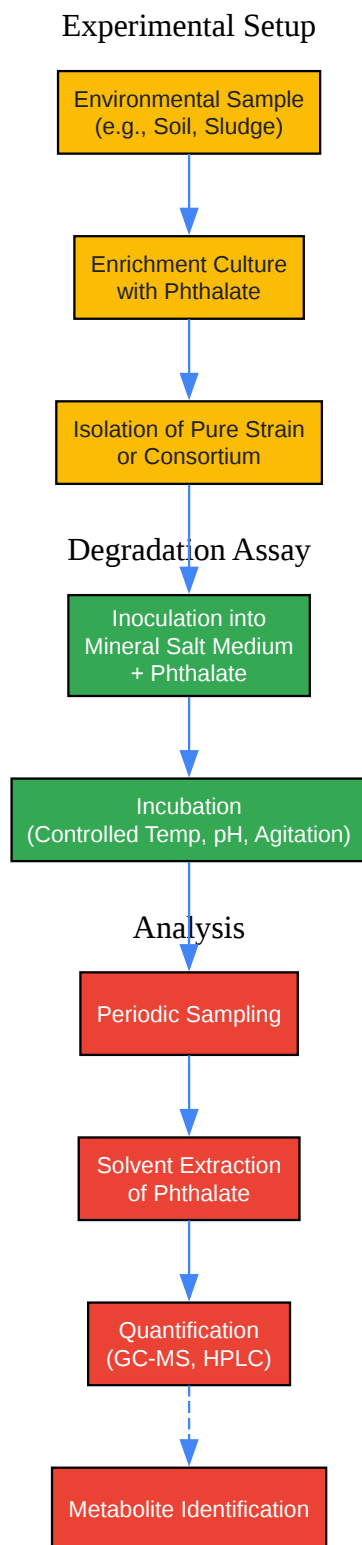 Experimental Setup
Environmental Sample
(e.g., Soil, Sludge)
Enrichment Culture
with Phthalate
Isolation of Pure Strain
or Consortium
Degradation Assay
Inoculation into
Mineral Salt Medium
+ Phthalate
Incubation
(Controlled Temp, pH, Agitation)
Analysis
Periodic Sampling
Solvent Extraction
of Phthalate
Quantification
(GC-MS, HPLC)
Metabolite Identification